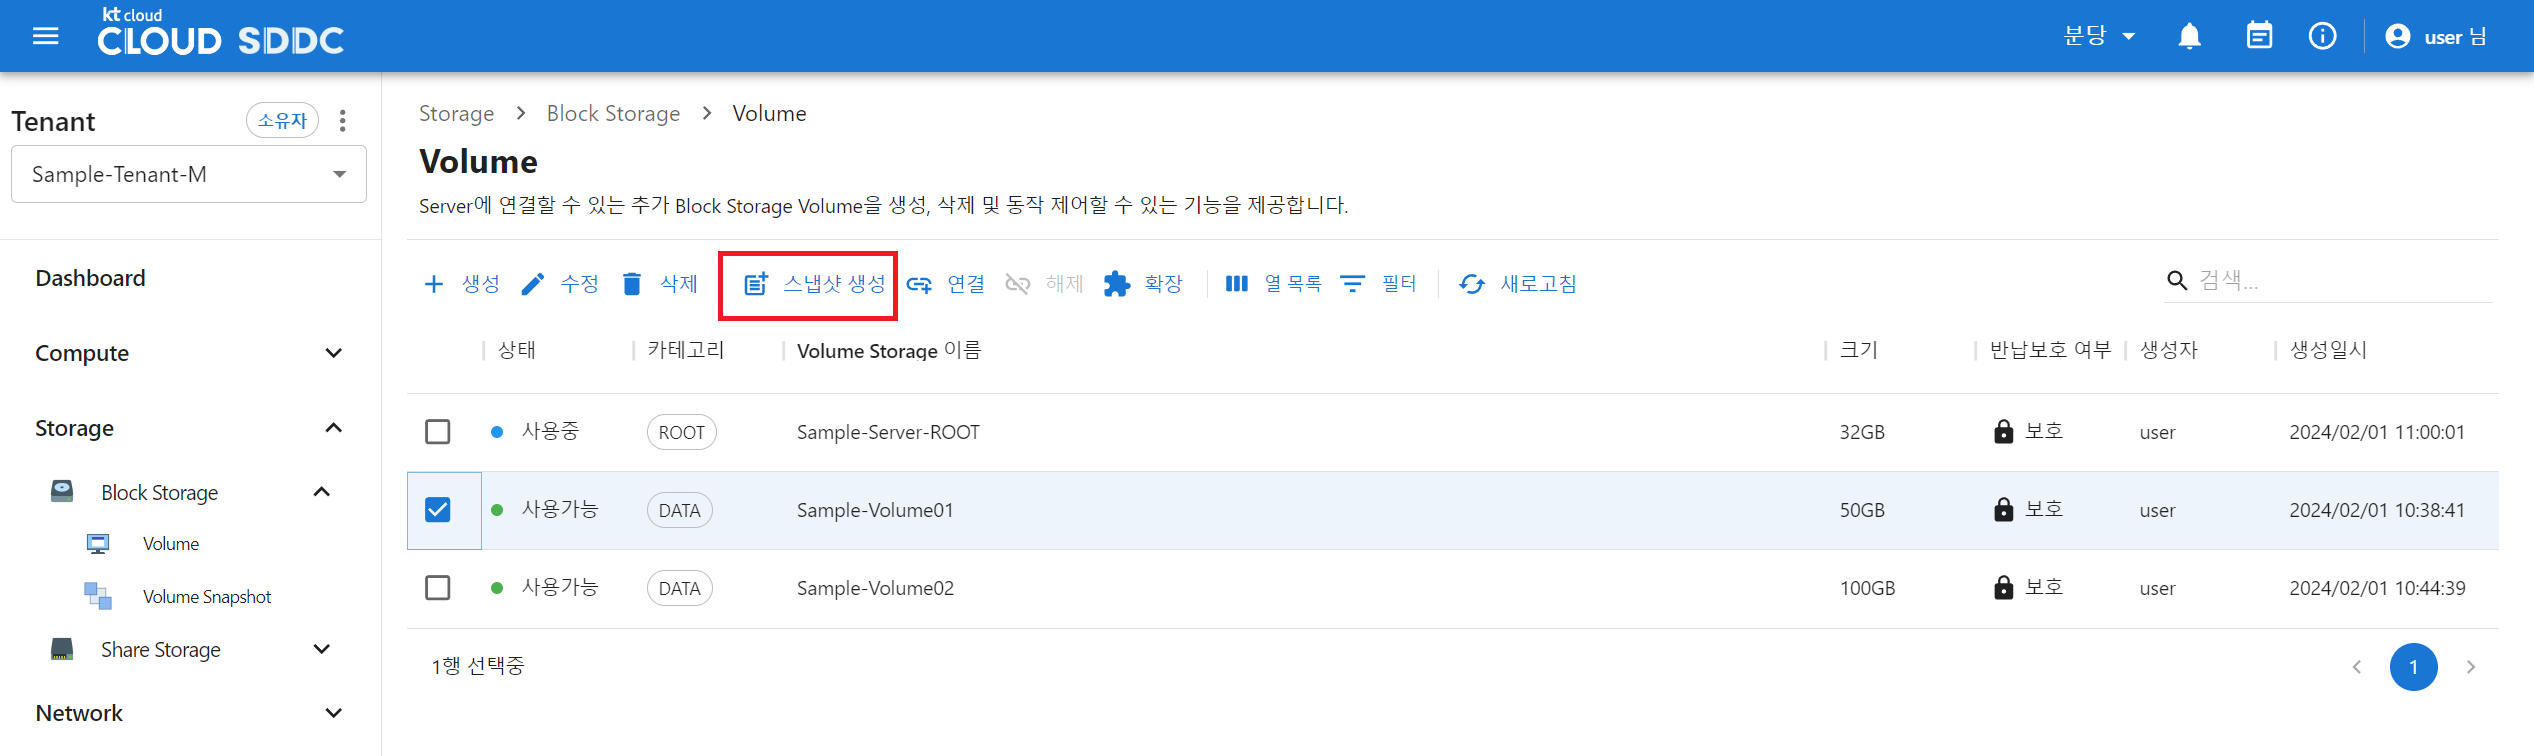 kt cloud
CLOUD SDDC
분당
user 님
Tenant
소유자
Sample-Tenant-M
Dashboard
Compute
Storage
Block Storage
Volume
Volume Snapshot
Share Storage
Network
Storage > Block Storage > Volume
Volume
Server에 연결할 수 있는 추가 Block Storage Volume을 생성, 삭제 및 동작 제어할 수 있는 기능을 제공합니다.
생성 수정 삭제 스냅샷 생성 연결 해제 확장 열 목록 필터 새로고침 검색...
상태 카테고리 Volume Storage 이름 크기 반납보호 여부 생성자 생성일시
사용중 ROOT Sample-Server-ROOT 32GB 보호 user 2024/02/01 11:00:01
사용가능 DATA Sample-Volume01 50GB 보호 user 2024/02/01 10:38:41
사용가능 DATA Sample-Volume02 100GB 보호 user 2024/02/01 10:44:39
1행 선택중
1